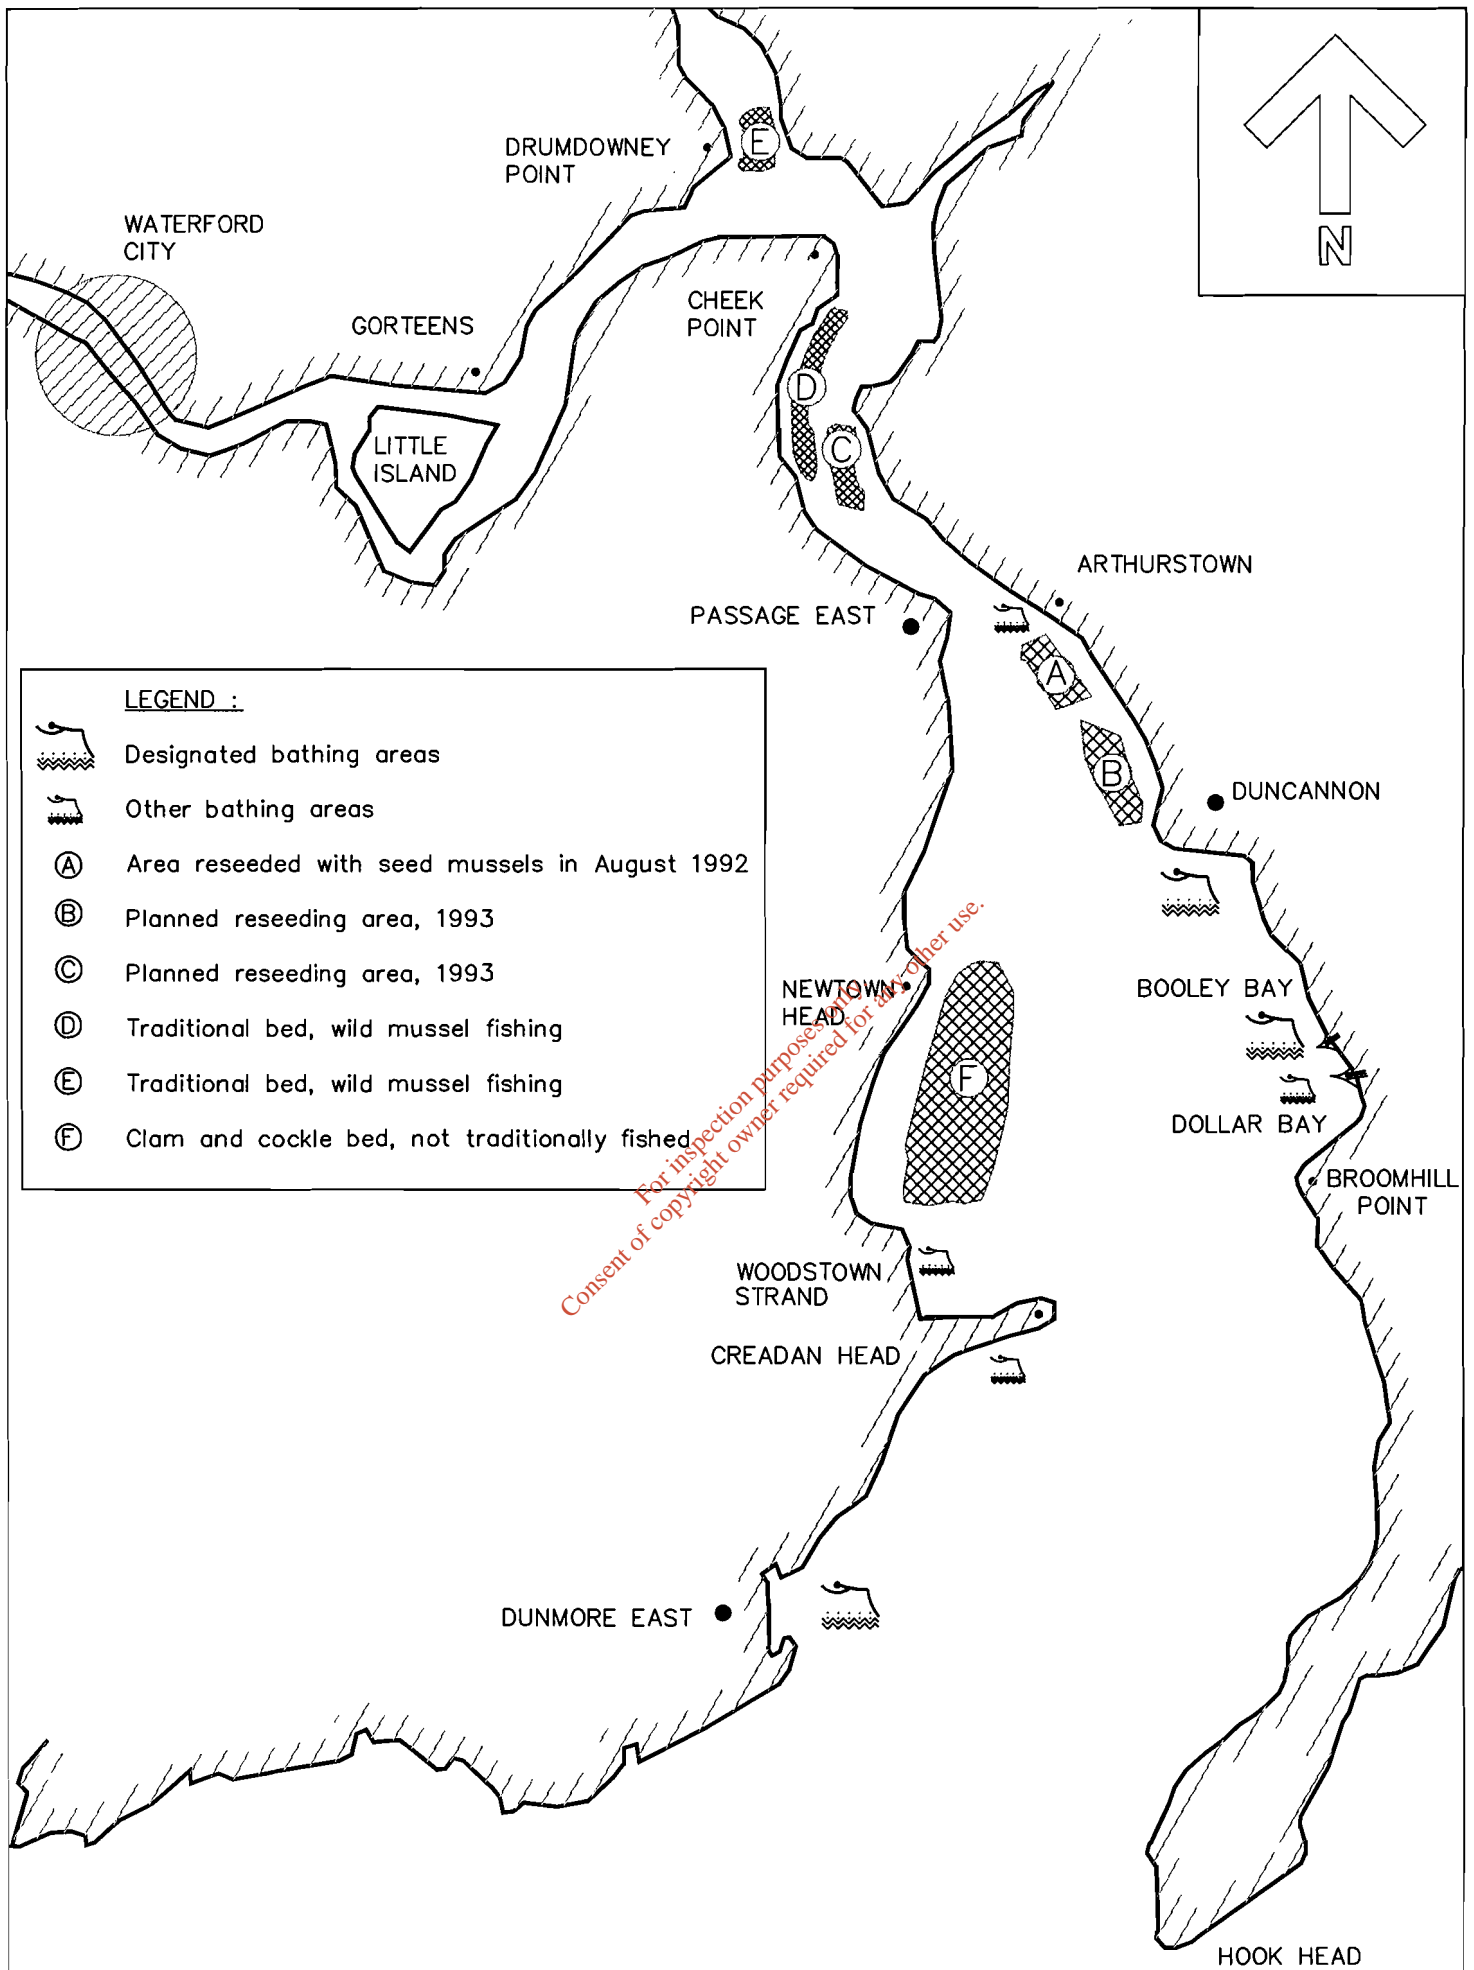 N
DRUMDOWNEY
POINT
E
WATERFORD
CITY
GORTEENS
CHEEK
POINT
D
C
LITTLE
ISLAND
ARTHURSTOWN
PASSAGE EAST
A
B
DUNCANNON
LEGEND :
Designated bathing areas
Other bathing areas
A Area reseeded with seed mussels in August 1992
B Planned reseeding area, 1993
C Planned reseeding area, 1993
D Traditional bed, wild mussel fishing
E Traditional bed, wild mussel fishing
F Clam and cockle bed, not traditionally fished
NEWTOWN
HEAD
F
BOOLEY BAY
DOLLAR BAY
BROOMHILL
POINT
For inspection purposes only.
Consent of copyright owner required for any other use.
WOODSTOWN
STRAND
CREADAN HEAD
DUNMORE EAST
HOOK HEAD